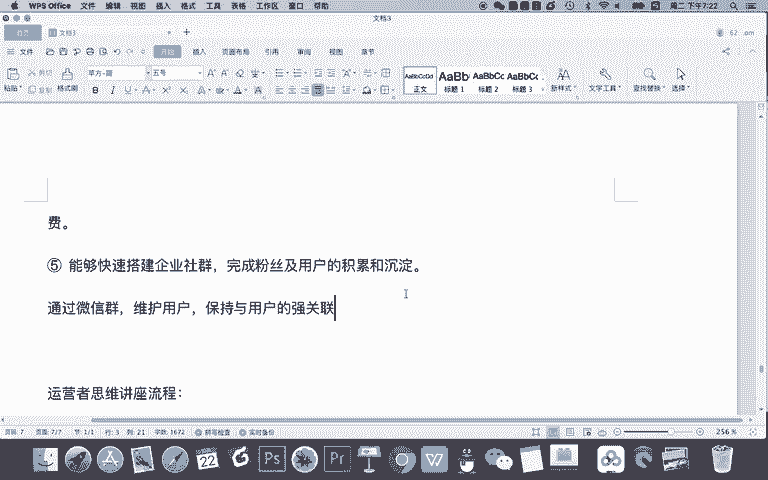 WPS Office 文件 编辑 视图 插入 格式 工具 表格 工作区 窗口 帮助 周二 下午7:22
文档3
文档3
文件 开始 插入 页面布局 引用 审阅 视图 章节
粘贴 剪切 复制 格式刷 五号 AaBbCcDd AaBb AaBbCc AaBbCc
正文 标题 1 标题 2 标题 3 新样式 文字工具 查找替换 选择
费。
⑤ 能够快速搭建企业社群，完成粉丝及用户的积累和沉淀。
通过微信群，维护用户，保持与用户的强关联
运营者思维讲座流程：
页码: 7 页面: 7/7 节: 1/1 行: 3 列: 21 字数: 1672 拼写检查 实时备份 256 %
22 Ps Pr W